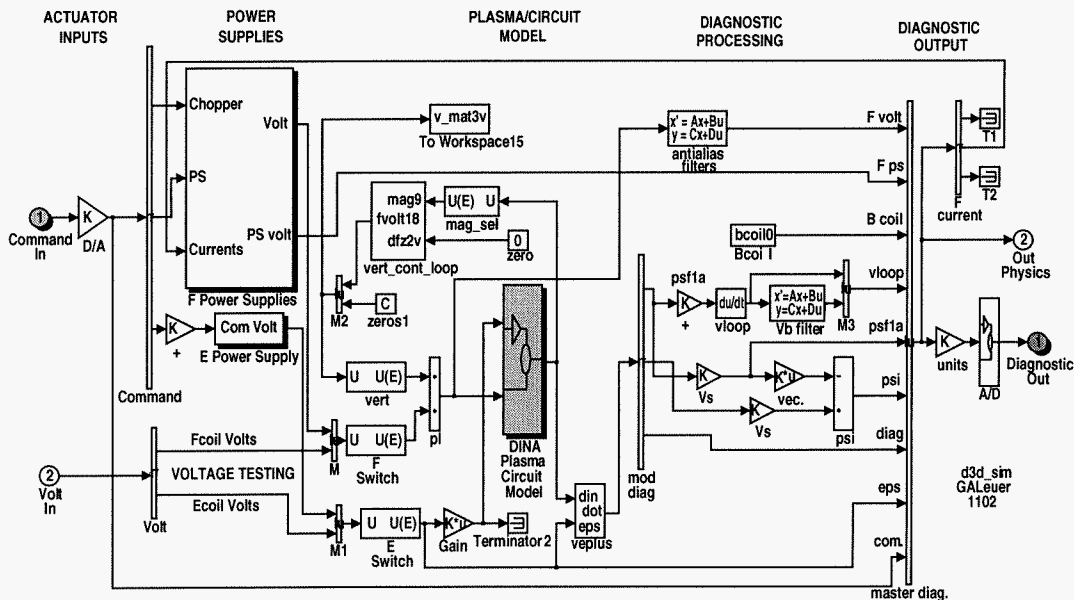 ACTUATOR
INPUTS
POWER
SUPPLIES
PLASMA/CIRCUIT
MODEL
DIAGNOSTIC
PROCESSING
DIAGNOSTIC
OUTPUT
Chopper
Volt
PS
PS volt
Currents
F Power Supplies
1
Command
In
K
D/A
K
+
Com Volt
E Power Supply
Command
2
Volt
In
Fcoil Volts
VOLTAGE TESTING
Ecoil Volts
Volt
v_mat3v
To Workspace15
mag9
fvolt18
dfz2v
vert_cont_loop
U(E) U
mag_sel
0
zero
M2
C
zeros1
U U(E)
vert
M
U U(E)
F
Switch
M1
U U(E)
E
Switch
+
+
pl
K*u
Gain
Terminator2
DINA
Plasma
Circuit
Model
din
dot
eps
veplus
x' = Ax+Bu
y = Cx+Du
antialias
filters
bcoil0
Bcoi l
mod
diag
psf1a
K
+
du/dt
vloop
x'=Ax+Bu
y=Cx+Du
Vb filter
M3
K
Vs
K*u
vec.
K
Vs
-
+
psi
F volt
F ps
B coil
vloop
psf1a
psi
diag
eps
com.
master diag.
T1
T2
F
current
2
Out
Physics
K
units
A/D
1
Diagnostic
Out
d3d_sim
GALeuer
1102